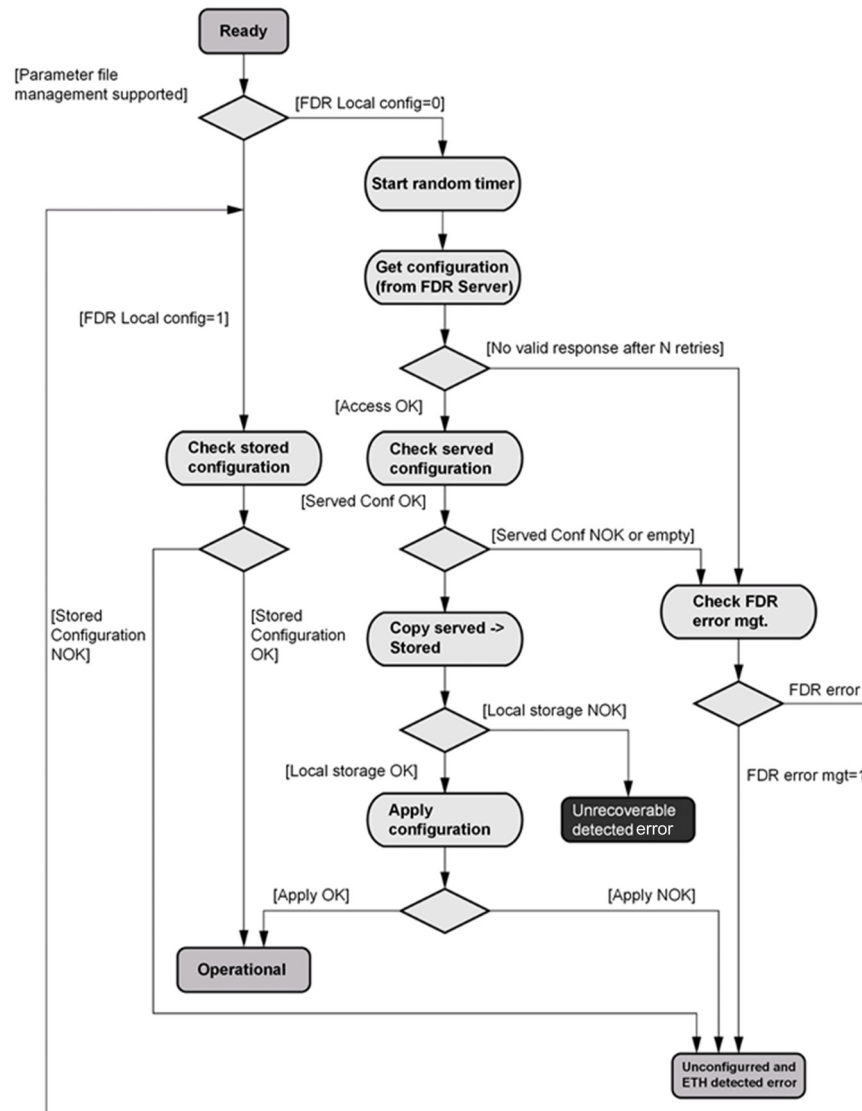 Ready
[Parameter file
management supported]
[FDR Local config=0]
Start random timer
Get configuration
(from FDR Server)
[FDR Local config=1]
[No valid response after N retries]
[Access OK]
Check stored
configuration
Check served
configuration
[Served Conf OK]
[Served Conf NOK or empty]
[Stored
Configuration
NOK]
[Stored
Configuration
OK]
Copy served ->
Stored
Check FDR
error mgt.
FDR error
[Local storage NOK]
[Local storage OK]
FDR error mgt=1
Apply
configuration
Unrecoverable
detected error
[Apply OK]
[Apply NOK]
Operational
Unconfigurred and
ETH detected error